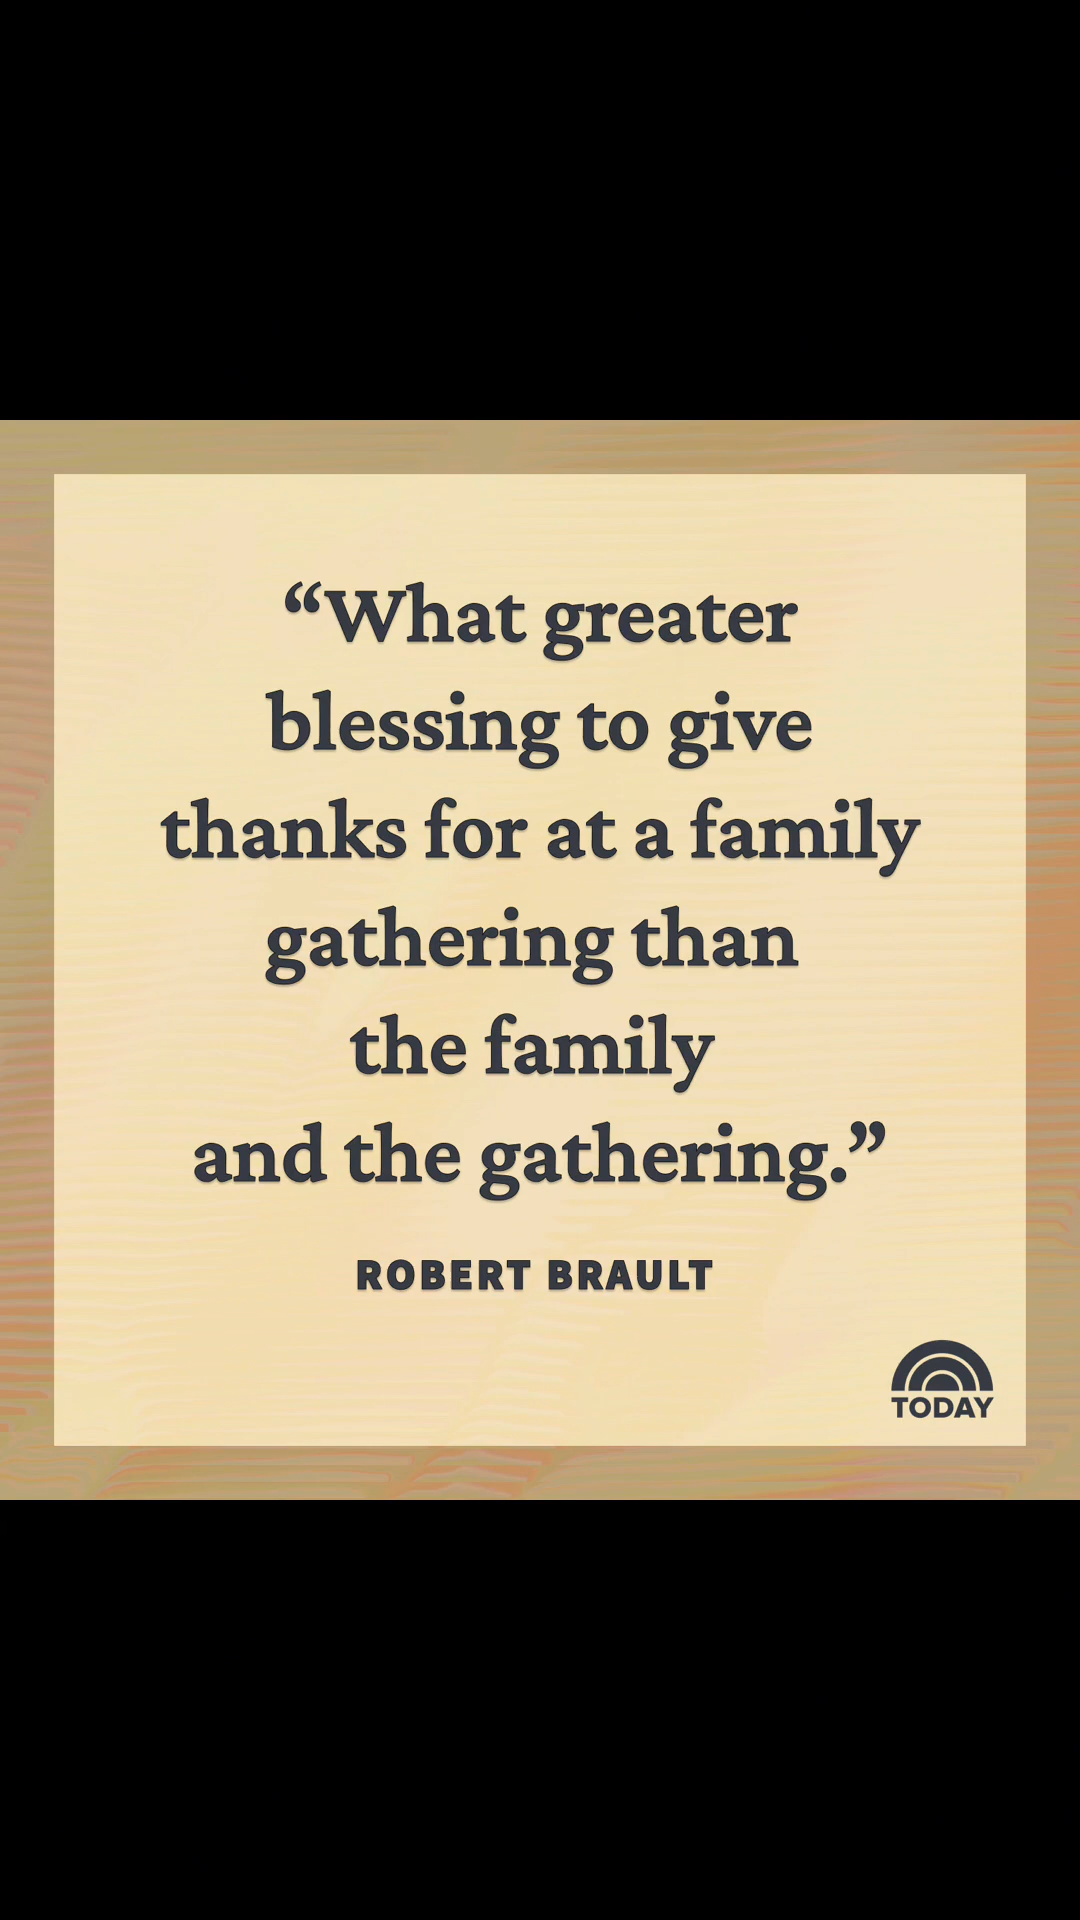 “What greater
blessing to give
thanks for at a family
gathering than
the family
and the gathering.”
ROBERT BRAULT
TODAY